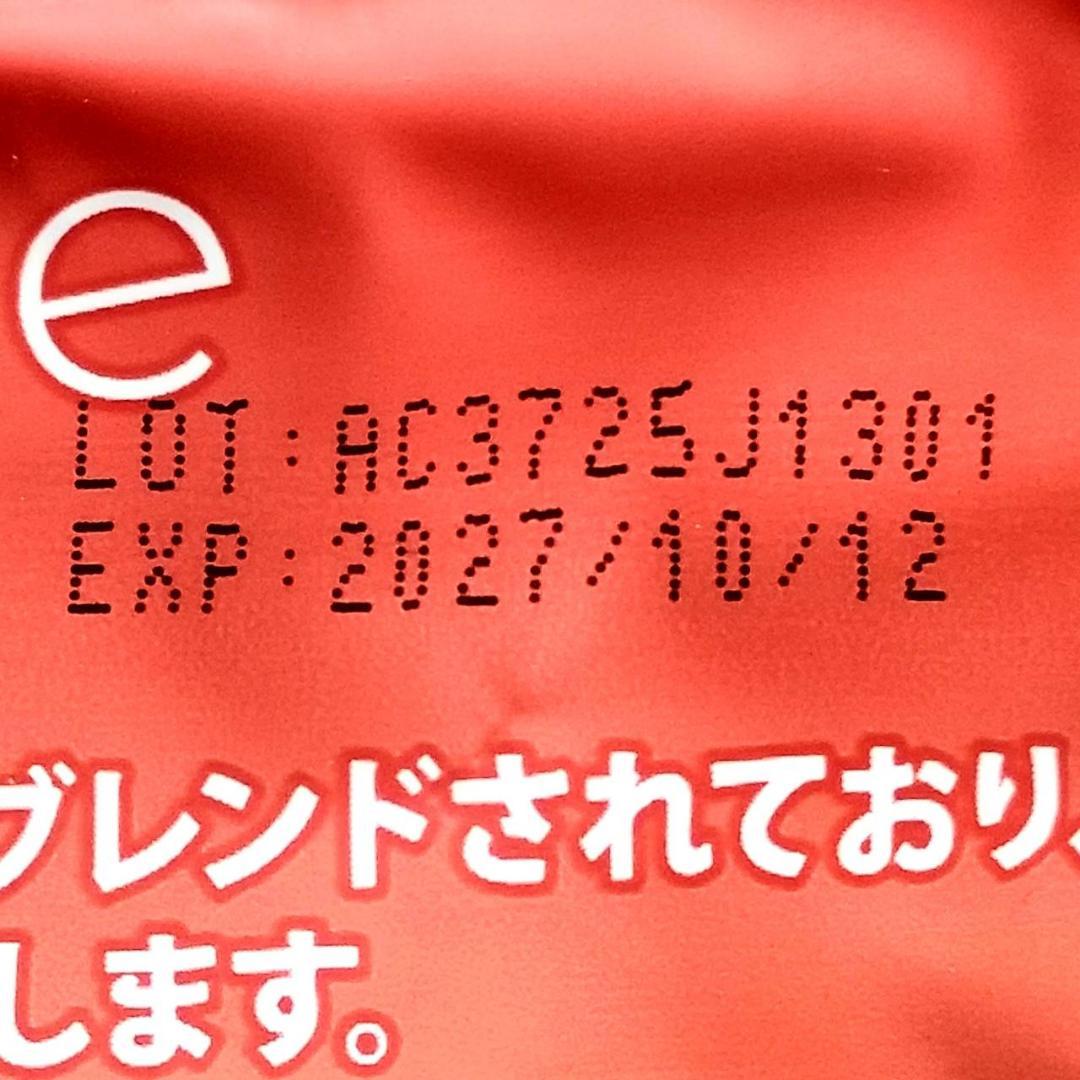 e
LOT:AC3725J1301
EXP:2027/10/12
ブレンドされており、
します。